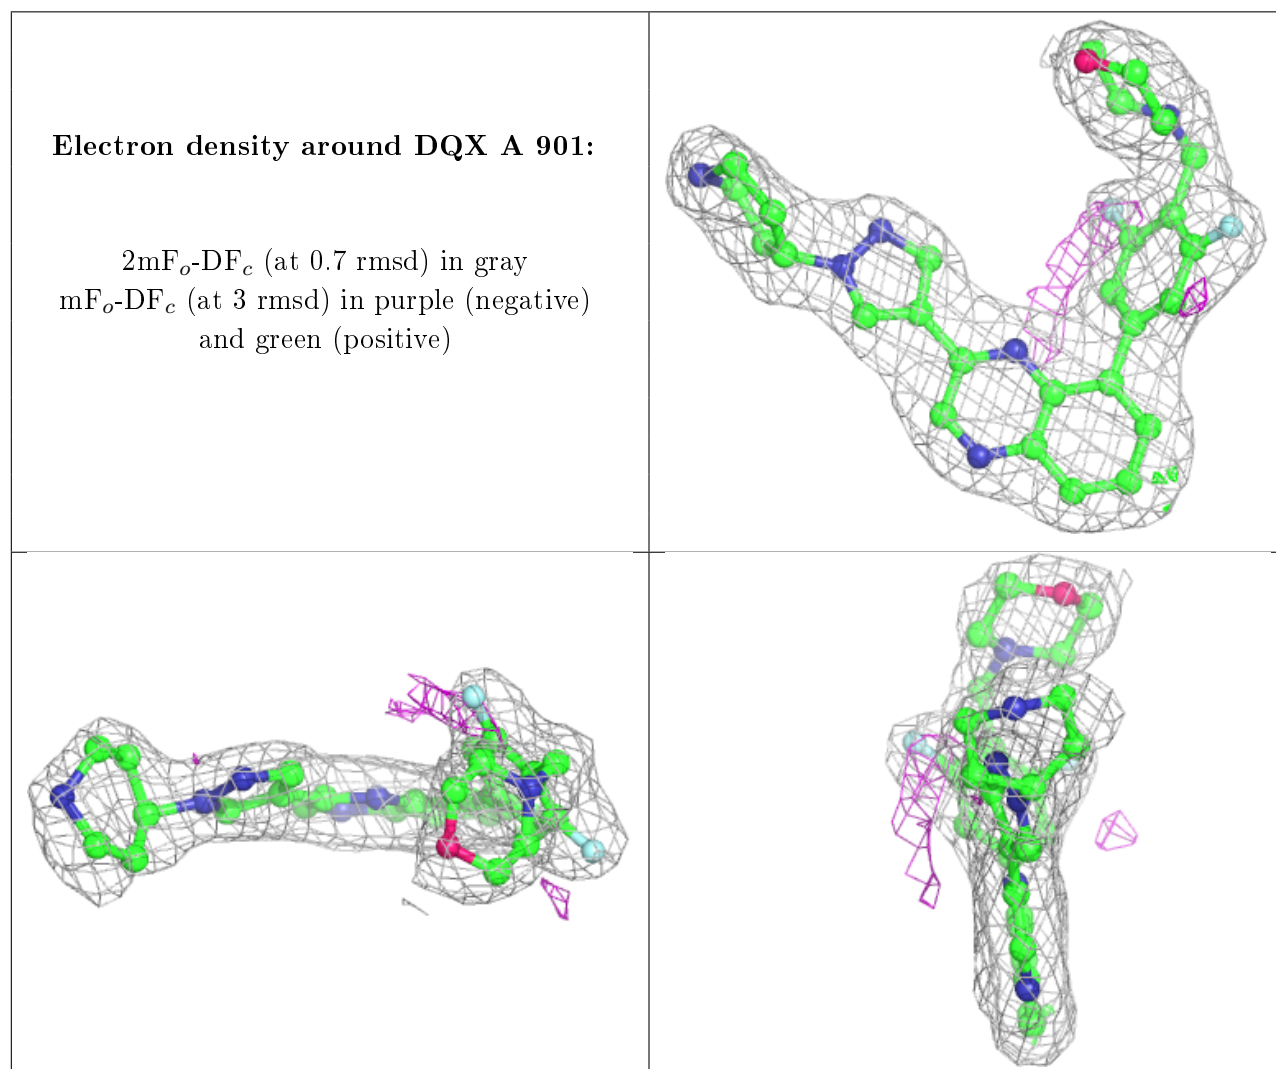 Electron density around DQX A 901:
2mFo-DFc (at 0.7 rmsd) in gray
mFo-DFc (at 3 rmsd) in purple (negative)
and green (positive)